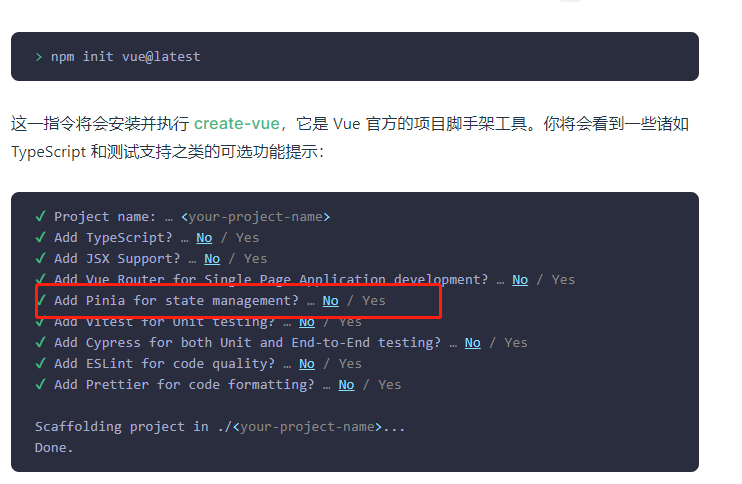 > npm init vue@latest
这一指令将会安装并执行 create-vue，它是 Vue 官方的项目脚手架工具。你将会看到一些诸如
TypeScript 和测试支持之类的可选功能提示：
✔ Project name: … <your-project-name>
✔ Add TypeScript? … No / Yes
✔ Add JSX Support? … No / Yes
✔ Add Vue Router for Single Page Application development? … No / Yes
✔ Add Pinia for state management? … No / Yes
✔ Add Vitest for Unit testing? … No / Yes
✔ Add Cypress for both Unit and End-to-End testing? … No / Yes
✔ Add ESLint for code quality? … No / Yes
✔ Add Prettier for code formatting? … No / Yes
Scaffolding project in ./<your-project-name>...
Done.